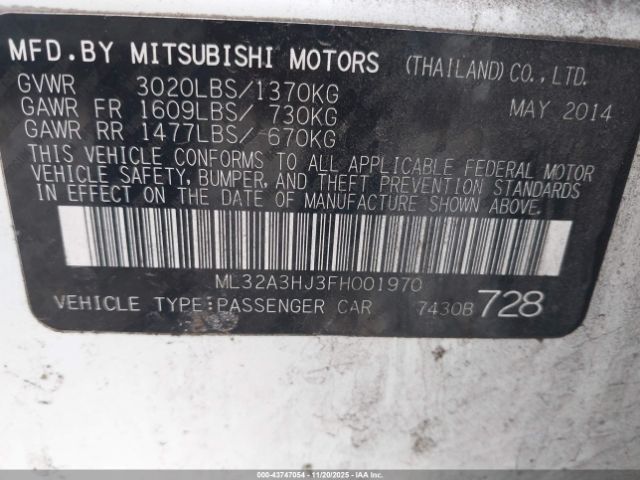 MFD.BY MITSUBISHI MOTORS (THAILAND)CO.,LTD.
GVWR 3020LBS/1370KG MAY 2014
GAWR FR 1609LBS/ 730KG
GAWR RR 1477LBS/ 670KG
THIS VEHICLE CONFORMS TO ALL APPLICABLE FEDERAL MOTOR
VEHICLE SAFETY, BUMPER, AND THEFT PREVENTION STANDARDS
IN EFFECT ON THE DATE OF MANUFACTURE SHOWN ABOVE.
ML32A3HJ3FH001970
VEHICLE TYPE:PASSENGER CAR 7430B 728
000-43747054 | 11/20/2025 | IAAI.COM